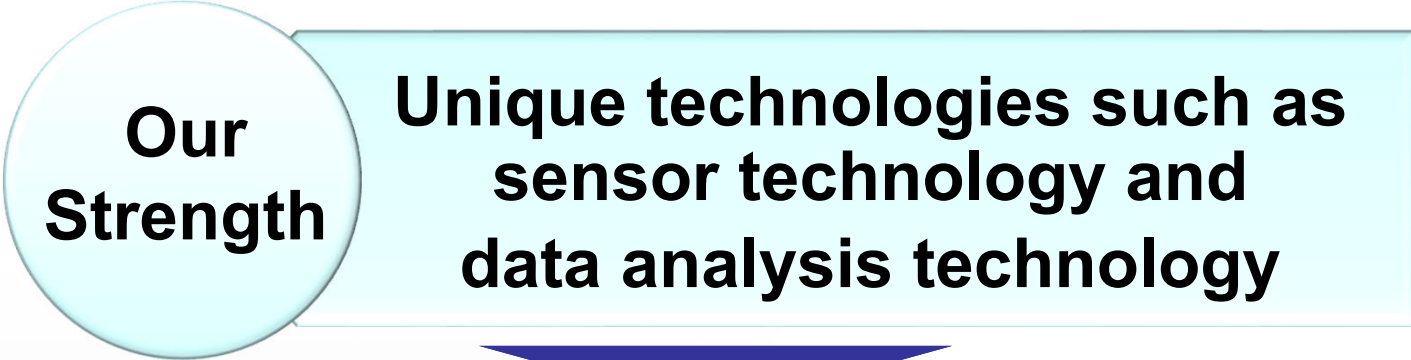 Our
Strength
Unique technologies such as
sensor technology and
data analysis technology